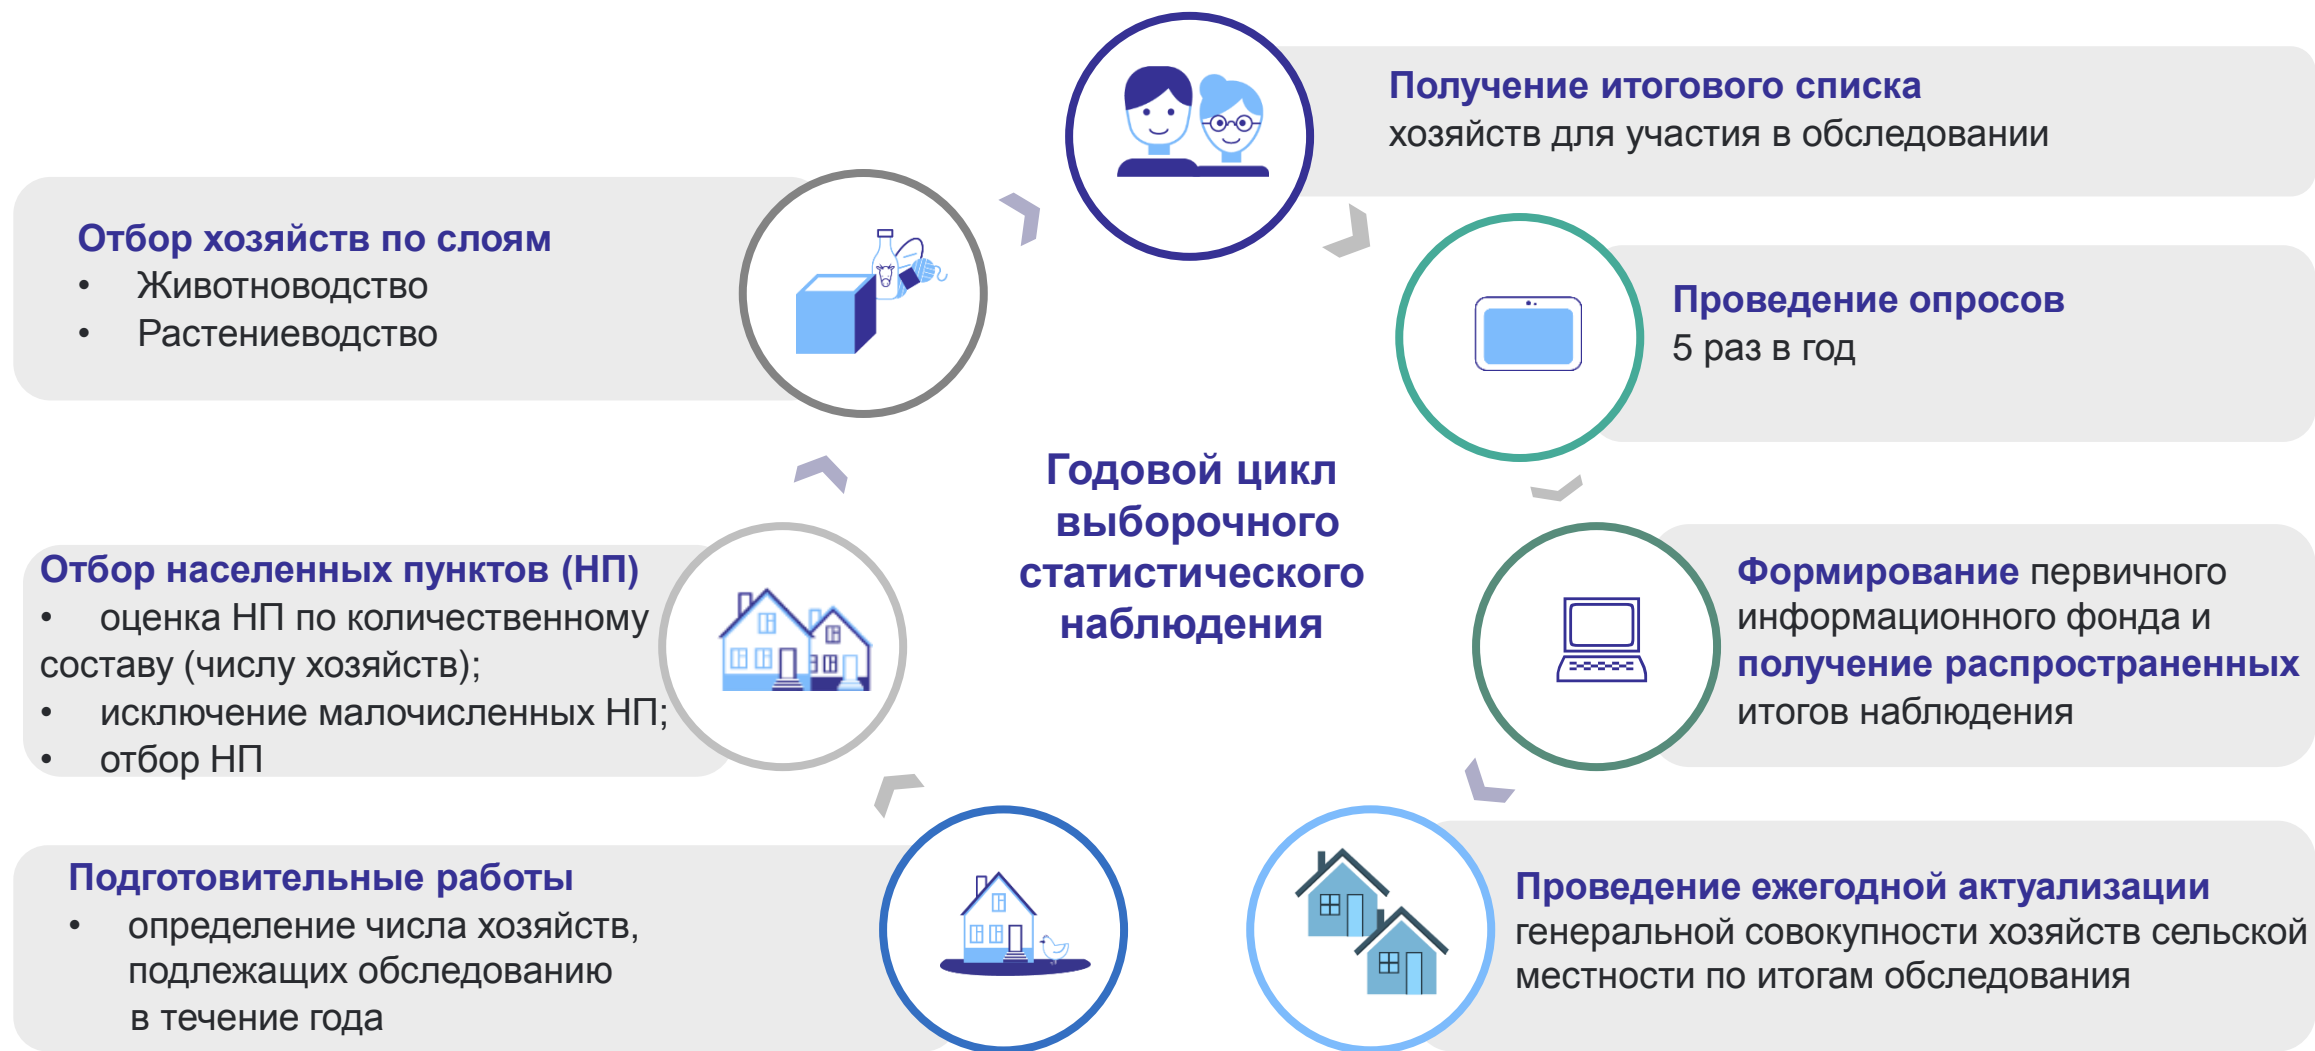 Получение итогового списка
хозяйств для участия в обследовании
Отбор хозяйств по слоям
• Животноводство
• Растениеводство
Проведение опросов
5 раз в год
Годовой цикл
выборочного
статистического
наблюдения
Отбор населенных пунктов (НП)
• оценка НП по количественному
составу (числу хозяйств);
• исключение малочисленных НП;
• отбор НП
Формирование первичного
информационного фонда и
получение распространенных
итогов наблюдения
Подготовительные работы
• определение числа хозяйств,
подлежащих обследованию
в течение года
Проведение ежегодной актуализации
генеральной совокупности хозяйств сельской
местности по итогам обследования